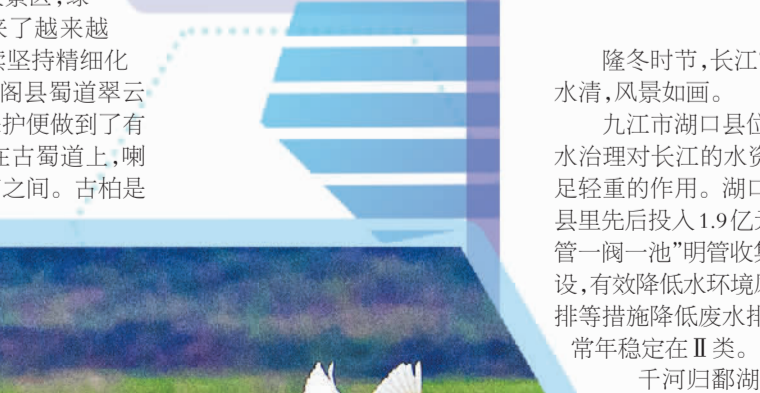 来了越来越
坚持精细化
阁县蜀道翠云
护便做到了有
在古蜀道上,喇
之间。古柏是
隆冬时节,长江
水清,风景如画。
九江市湖口县位
水治理对长江的水资
足轻重的作用。湖口
县里先后投入1.9亿元
管一阀一池”明管收集
设,有效降低水环境
排等措施降低废水排
常年稳定在Ⅱ类。
千河归鄱湖